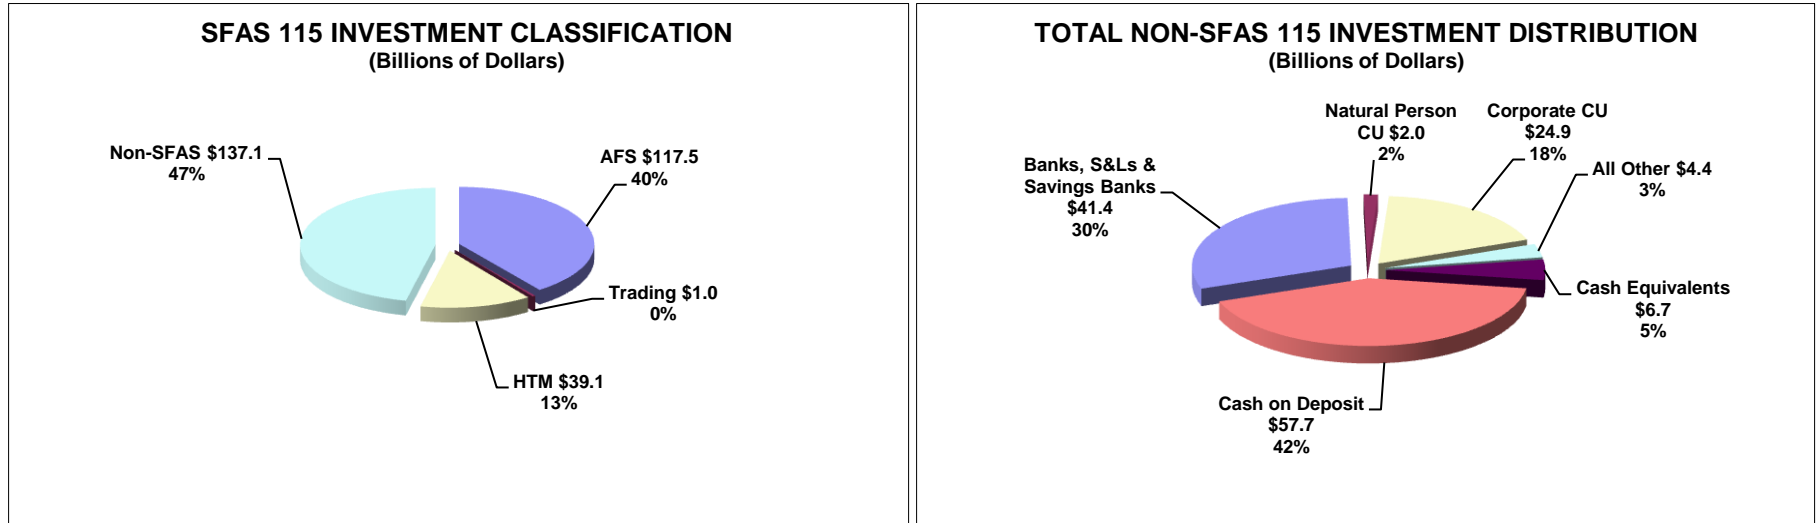 SFAS 115 INVESTMENT CLASSIFICATION
(Billions of Dollars)
Non-SFAS $137.1
47%
AFS $117.5
40%
Trading $1.0
0%
HTM $39.1
13%
TOTAL NON-SFAS 115 INVESTMENT DISTRIBUTION
(Billions of Dollars)
Natural Person
CU $2.0
2%
Corporate CU
$24.9
18%
Banks, S&Ls &
Savings Banks
$41.4
30%
All Other $4.4
3%
Cash Equivalents
$6.7
5%
Cash on Deposit
$57.7
42%